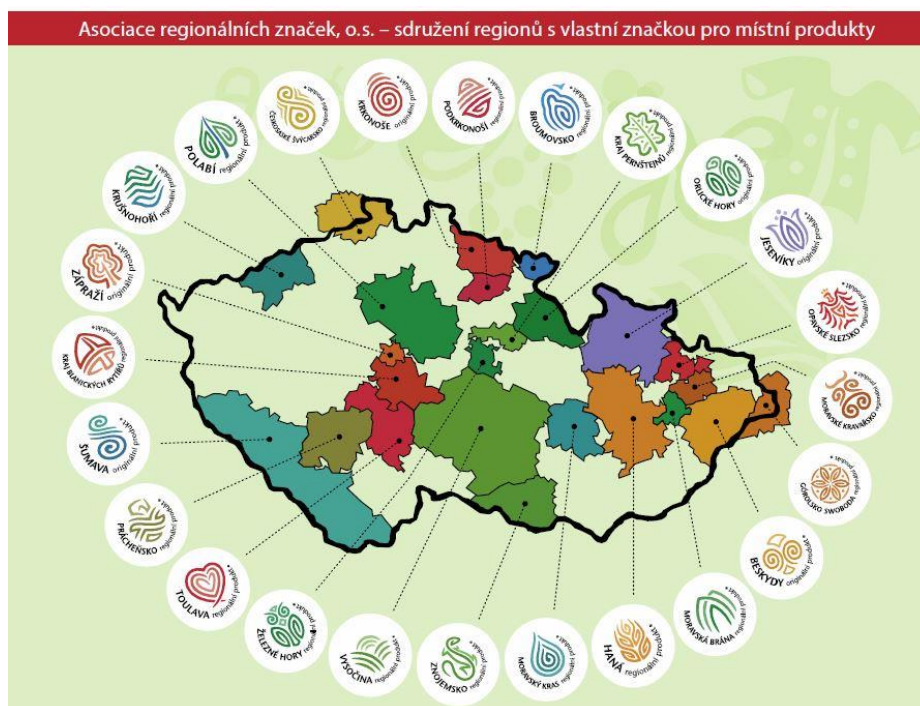 Asociace regionálních značek, o.s. – sdružení regionů s vlastní značkou pro místní produkty
ČESKOSASKÉ ŠVÝCARSKO regionální produkt
KRKONOŠE originální produkt
PODKRKONOŠÍ regionální produkt
BROUMOVSKO regionální produkt
KRAJ PERNŠTEJNŮ regionální produkt
ORLICKÉ HORY originální produkt
JESENÍKY originální produkt
OPAVSKÉ SLEZSKO regionální produkt
MORAVSKÉ KRAVAŘSKO regionální produkt
GÓROLSKO SWOBODA regionální produkt
BESKYDY originální produkt
MORAVSKÁ BRÁNA regionální produkt
HANÁ regionální produkt
MORAVSKÝ KRAS regionální produkt
ZNOJEMSKO regionální produkt
VYSOČINA regionální produkt
ŽELEZNÉ HORY regionální produkt
TOULAVA regionální produkt
PRÁCHEŇSKO regionální produkt
ŠUMAVA originální produkt
KRAJ BLANICKÝCH RYTÍŘŮ regionální produkt
ZÁPRAŽÍ originální produkt
KRUŠNOHOŘÍ regionální produkt
POLABÍ regionální produkt